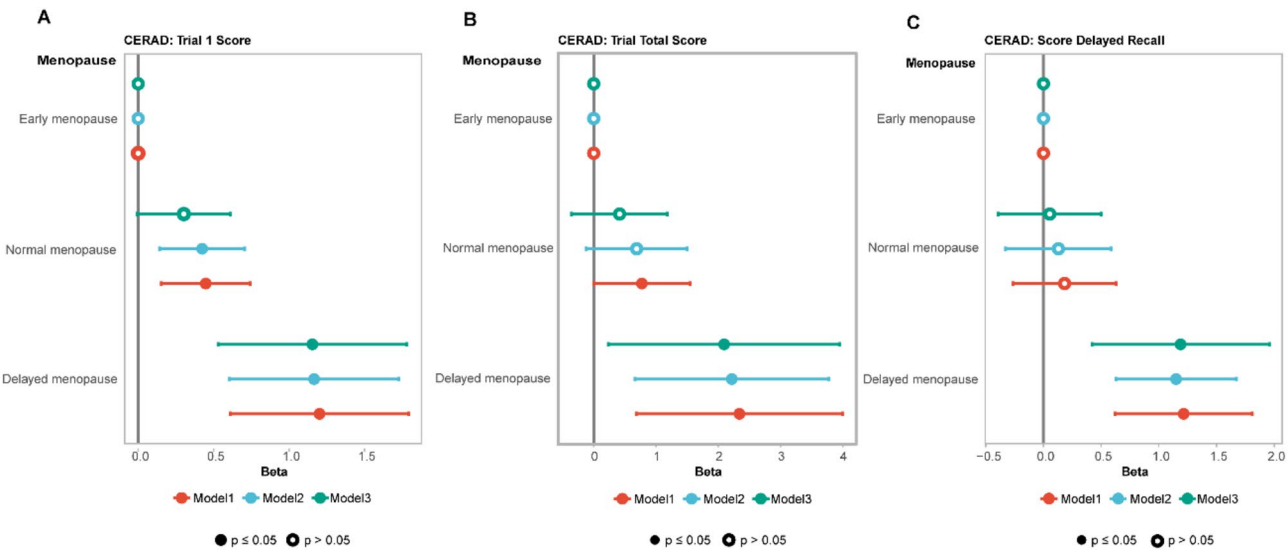 A
CERAD: Trial 1 Score
Menopause
Early menopause
Normal menopause
Delayed menopause
0.0 0.5 1.0 1.5
Beta
Model1 Model2 Model3
p ≤ 0.05 p > 0.05
B
CERAD: Trial Total Score
Menopause
Early menopause
Normal menopause
Delayed menopause
0 1 2 3 4
Beta
Model1 Model2 Model3
p ≤ 0.05 p > 0.05
C
CERAD: Score Delayed Recall
Menopause
Early menopause
Normal menopause
Delayed menopause
−0.5 0.0 0.5 1.0 1.5 2.0
Beta
Model1 Model2 Model3
p ≤ 0.05 p > 0.05